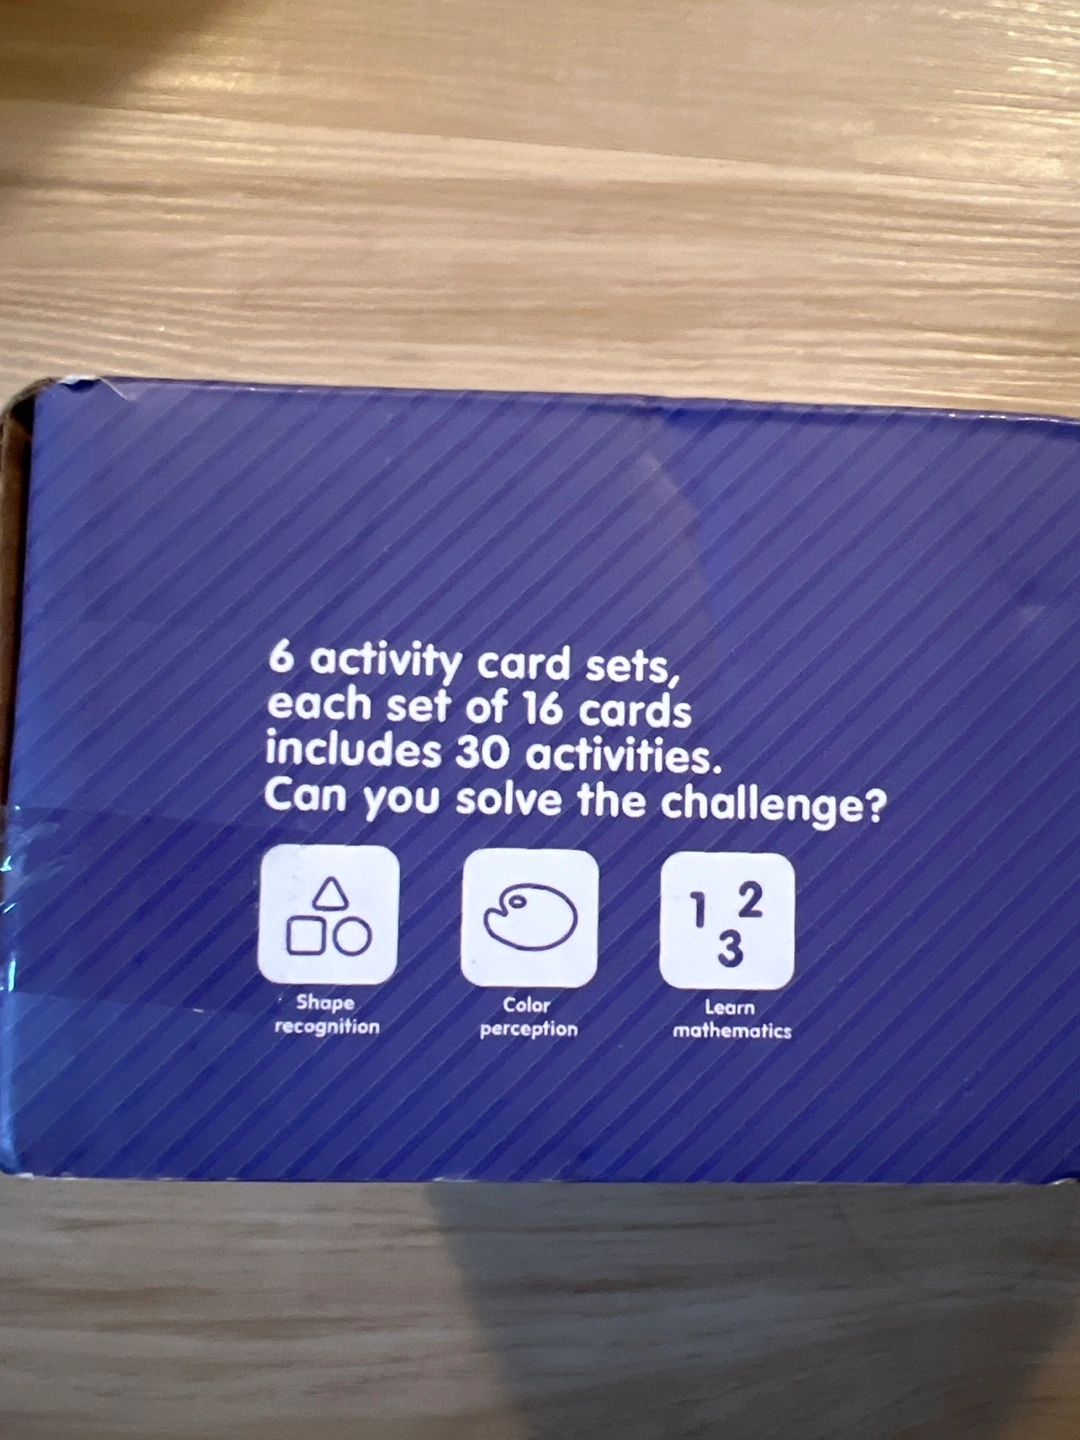 6 activity card sets,
each set of 16 cards
includes 30 activities.
Can you solve the challenge?
1 2
3
Shape
recognition
Color
perception
Learn
mathematics